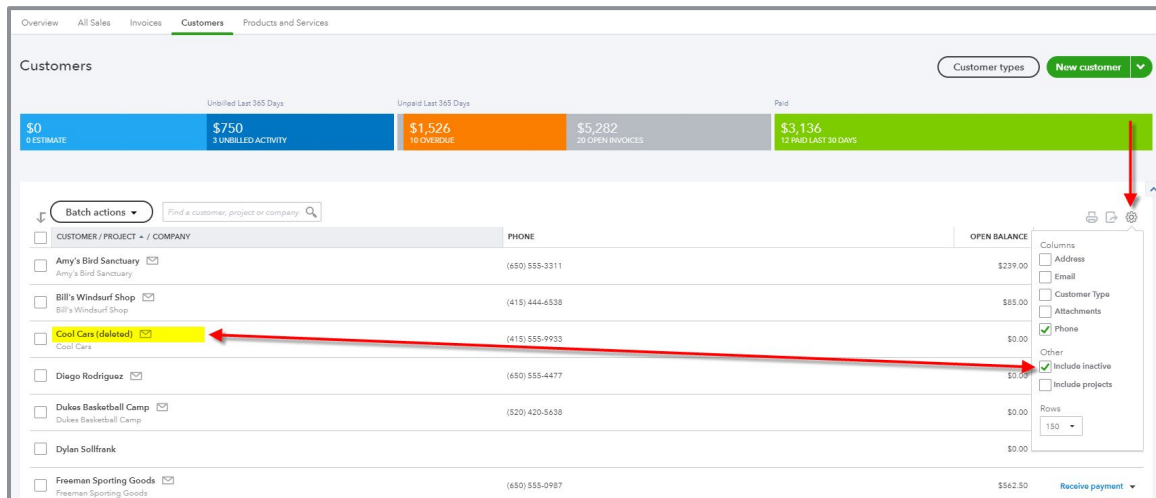 Overview All Sales Invoices Customers Products and Services
Customers
Customer types
New customer
Unbilled Last 365 Days
Unpaid Last 365 Days
Paid
$0
0 ESTIMATE
$750
3 UNBILLED ACTIVITY
$1,526
10 OVERDUE
$5,282
20 OPEN INVOICES
$3,136
12 PAID LAST 30 DAYS
Batch actions
Find a customer, project or company
CUSTOMER / PROJECT / COMPANY PHONE OPEN BALANCE
Amy's Bird Sanctuary
Amy's Bird Sanctuary
(650) 555-3311 $239.00
Bill's Windsurf Shop
Bill's Windsurf Shop
(415) 444-6538 $85.00
Cool Cars (deleted)
Cool Cars
(415) 555-9933 $0.00
Diego Rodriguez (650) 555-4477 $0.00
Dukes Basketball Camp
Dukes Basketball Camp
(520) 420-5638 $0.00
Dylan Sollfrank $0.00
Freeman Sporting Goods
Freeman Sporting Goods
(650) 555-0987 $562.50 Receive payment
Columns
Address
Email
Customer Type
Attachments
Phone
Other
Include inactive
Include projects
Rows
150